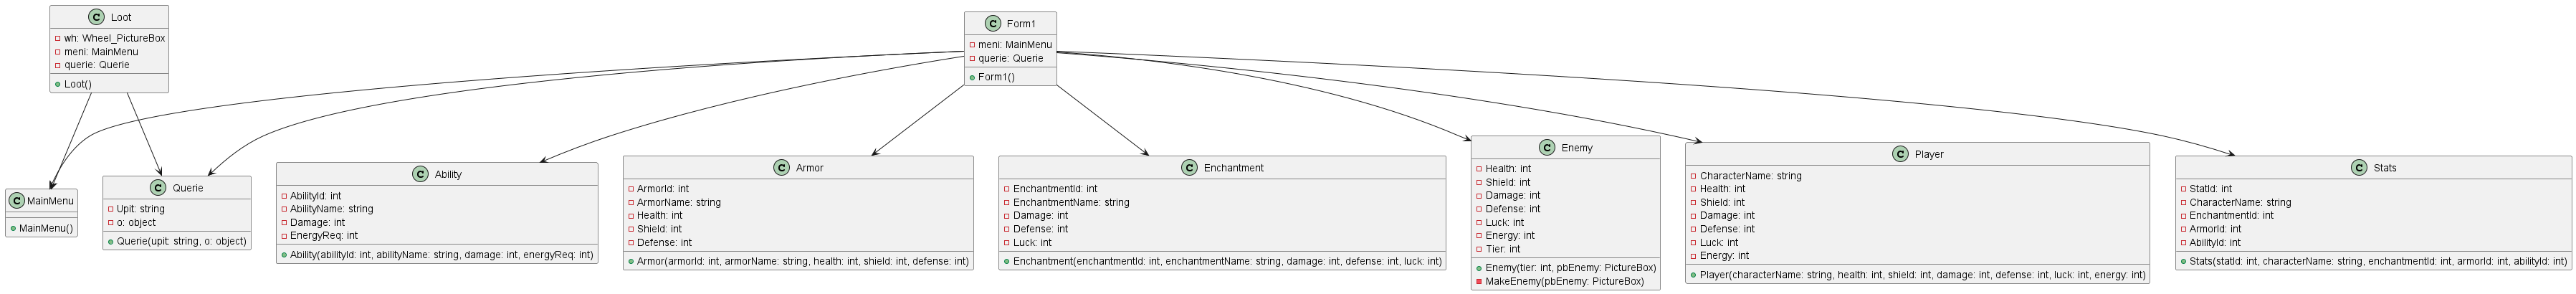 C Loot
wh: Wheel_PictureBox
meni: MainMenu
querie: Querie
Loot()
C Form1
meni: MainMenu
querie: Querie
Form1()
C MainMenu
MainMenu()
C Querie
Upit: string
o: object
Querie(upit: string, o: object)
C Ability
AbilityId: int
AbilityName: string
Damage: int
EnergyReq: int
Ability(abilityId: int, abilityName: string, damage: int, energyReq: int)
C Armor
ArmorId: int
ArmorName: string
Health: int
Shield: int
Defense: int
Armor(armorId: int, armorName: string, health: int, shield: int, defense: int)
C Enchantment
EnchantmentId: int
EnchantmentName: string
Damage: int
Defense: int
Luck: int
Enchantment(enchantmentId: int, enchantmentName: string, damage: int, defense: int, luck: int)
C Enemy
Health: int
Shield: int
Damage: int
Defense: int
Luck: int
Energy: int
Tier: int
Enemy(tier: int, pbEnemy: PictureBox)
MakeEnemy(pbEnemy: PictureBox)
C Player
CharacterName: string
Health: int
Shield: int
Damage: int
Defense: int
Luck: int
Energy: int
Player(characterName: string, health: int, shield: int, damage: int, defense: int, luck: int, energy: int)
C Stats
StatId: int
CharacterName: string
EnchantmentId: int
ArmorId: int
AbilityId: int
Stats(statId: int, characterName: string, enchantmentId: int, armorId: int, abilityId: int)